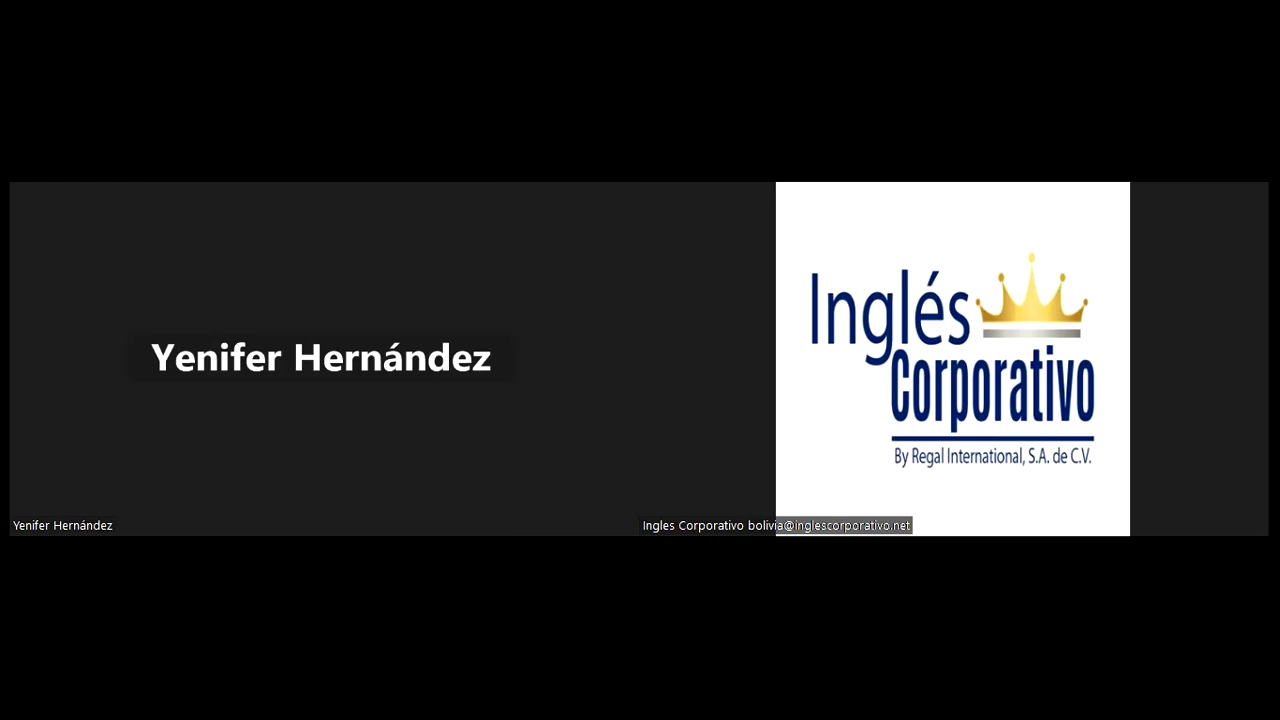 Yenifer Hernández
Inglés
Corporativo
By Regal International, S.A. de C.V.
Yenifer Hernández
Ingles Corporativo bolivia@inglescorporativo.net